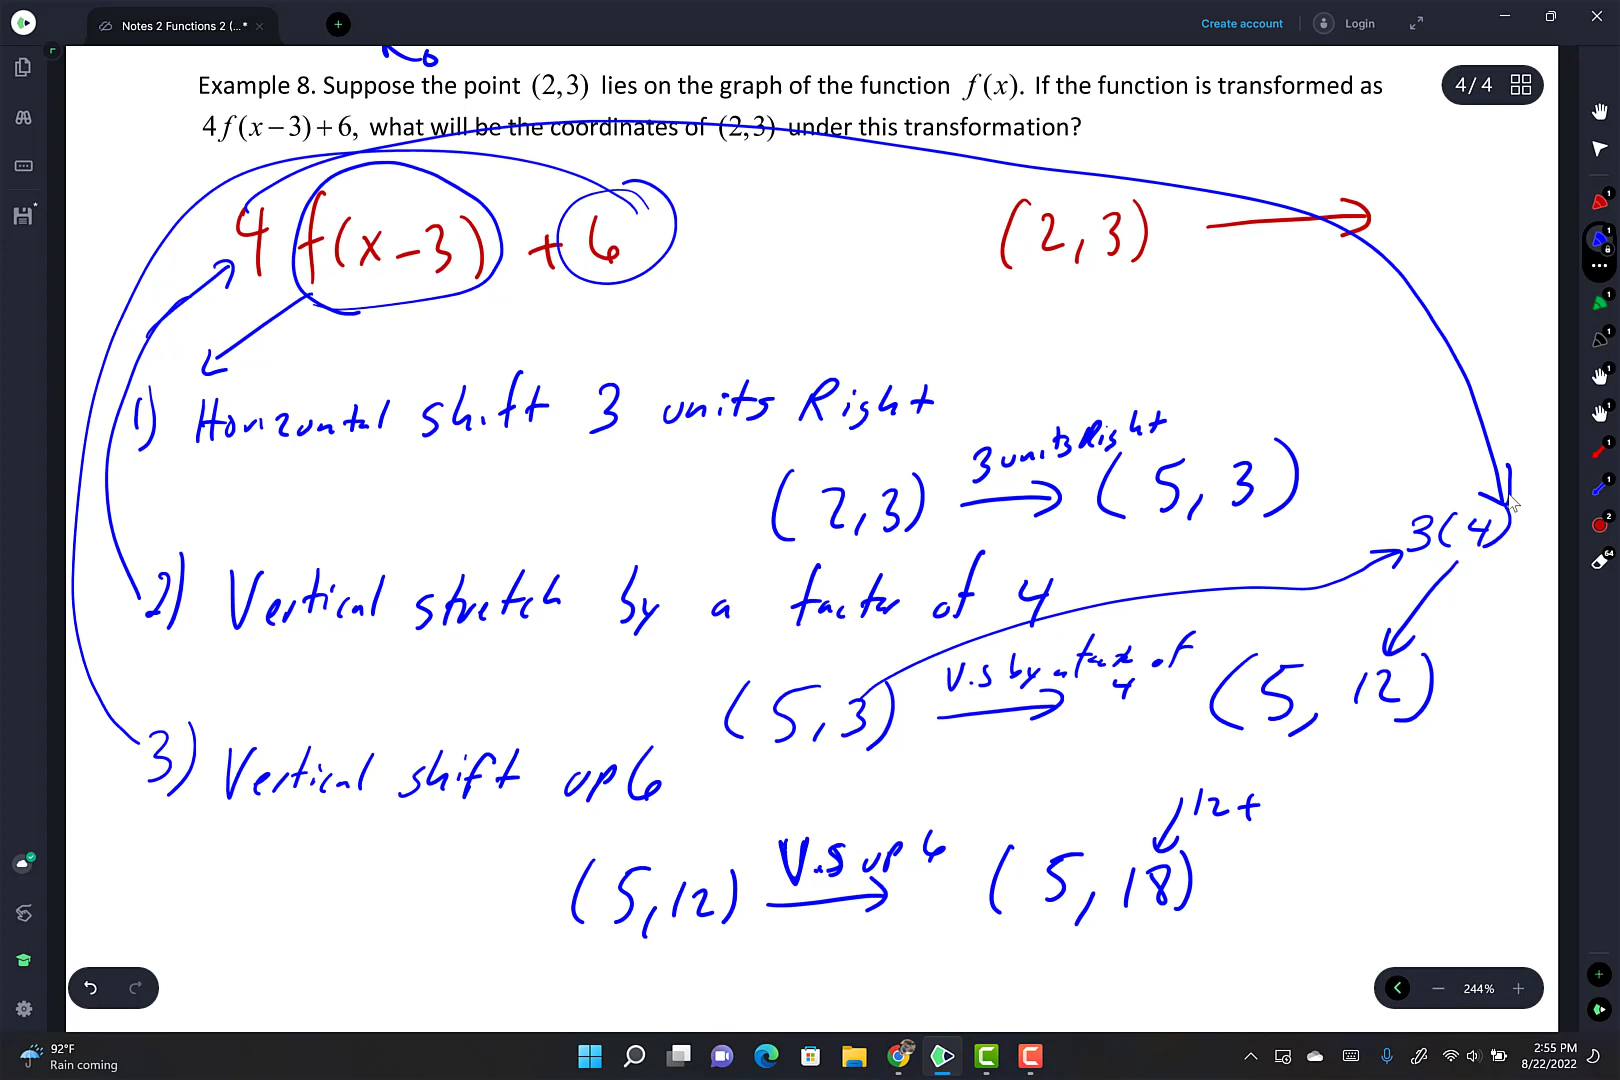 Notes 2 Functions 2 (...*
Create account
Login
Example 8. Suppose the point (2,3) lies on the graph of the function f(x). If the function is transformed as
4f(x−3)+6, what will be the coordinates of (2,3) under this transformation?
4/4
4 f(x−3) + 6
(2,3)
1) Horizontal shift 3 units Right
3 units Right
(2,3) (5,3)
3(4)
2) Vertical stretch by a factor of 4
V.S by a factor of
4
(5,3) (5,12)
3) Vertical shift up 6
12+
V.S up 6
(5,12) (5,18)
244%
92°F
Rain coming
2:55 PM
8/22/2022